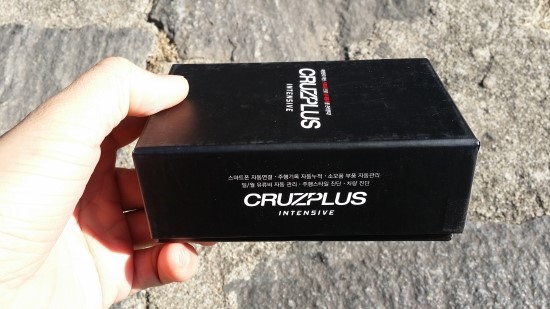 CRUZPLUS
INTENSIVE
스마트폰 자동연결 · 주행기록 자동누적 · 소모품 부품 자동관리
일/월 유류비 자동 관리 · 주행스타일 진단 · 차량 진단
CRUZPLUS
INTENSIVE